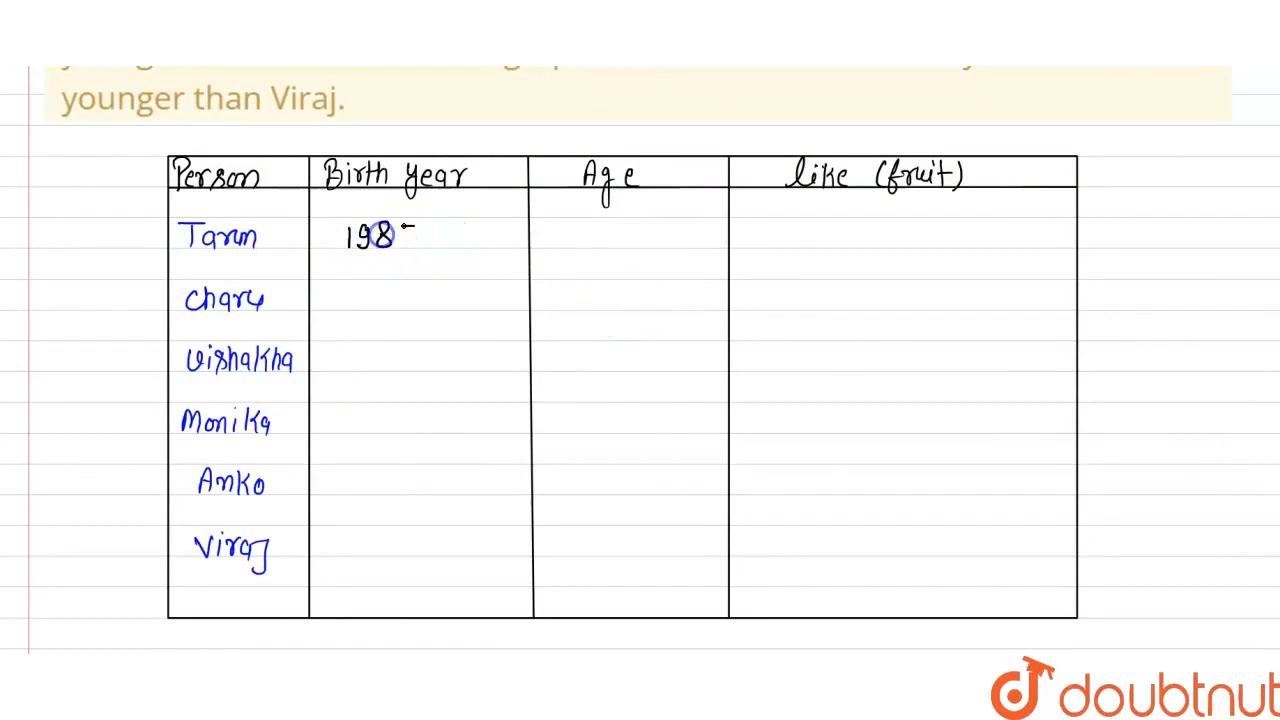 younger than Viraj.
Person Birth year Age like (fruit)
Tarun 198
Charu
Vishakha
Monika
Anko
Viraj
doubtnut